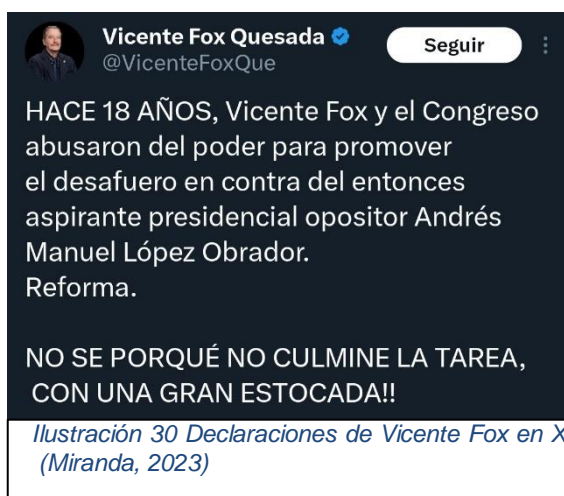 Vicente Fox Quesada
Seguir
@VicenteFoxQue
HACE 18 AÑOS, Vicente Fox y el Congreso
abusaron del poder para promover
el desafuero en contra del entonces
aspirante presidencial opositor Andrés
Manuel López Obrador.
Reforma.
NO SE PORQUÉ NO CULMINE LA TAREA,
CON UNA GRAN ESTOCADA!!
Ilustración 30 Declaraciones de Vicente Fox en X
(Miranda, 2023)